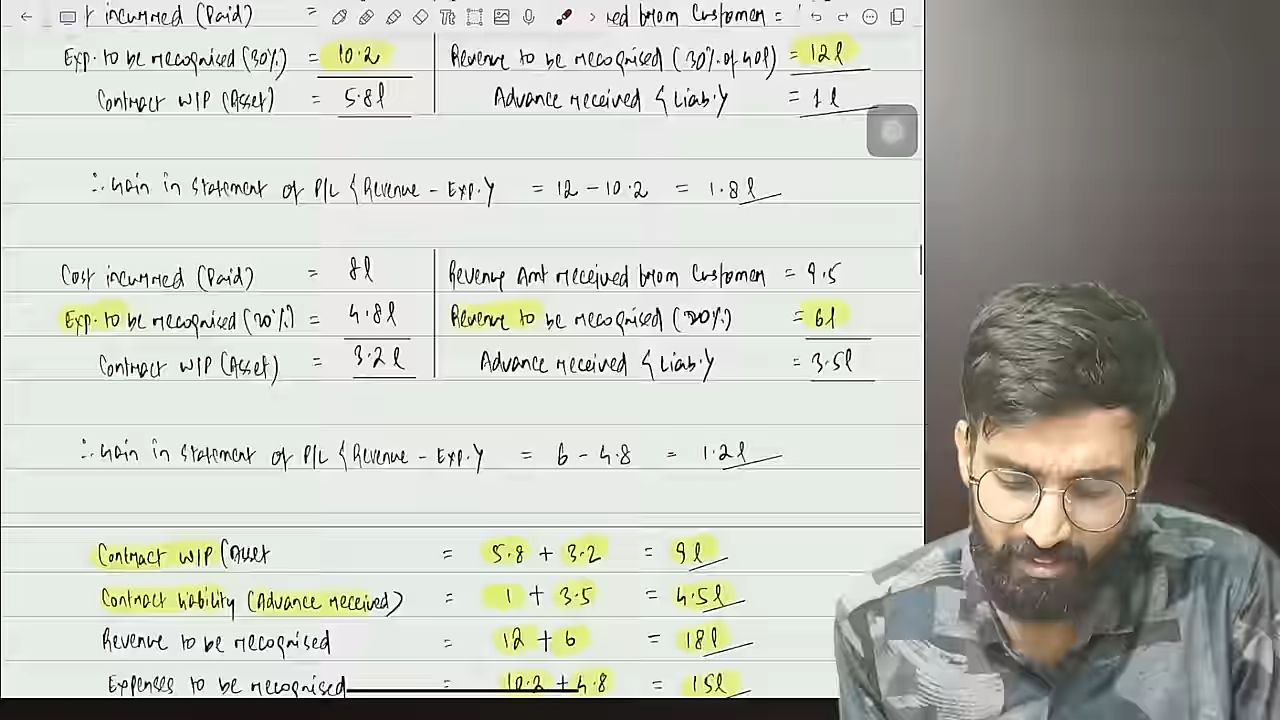 incurred (Paid) = ved from Customer =
Exp. to be recognised (30%) = 10.2 Revenue to be recognised (30% of 40l) = 12l
Contract WIP (Asset) = 5.8l Advance received {Liab.} = 1l
∴ Gain in Statement of P/L {Revenue - Exp.} = 12 - 10.2 = 1.8l
Cost incurred (Paid) = 8l Revenue Amt received from Customer = 9.5
Exp. to be recognised (20%) = 4.8l Revenue to be recognised (20%) = 6l
Contract WIP (Asset) = 3.2l Advance received {Liab.} = 3.5l
∴ Gain in Statement of P/L {Revenue - Exp.} = 6 - 4.8 = 1.2l
Contract WIP (Asset = 5.8 + 3.2 = 9l
Contract liability (Advance received) = 1 + 3.5 = 4.5l
Revenue to be recognised = 12 + 6 = 18l
Expenses to be recognised = 10.2 + 4.8 = 15l